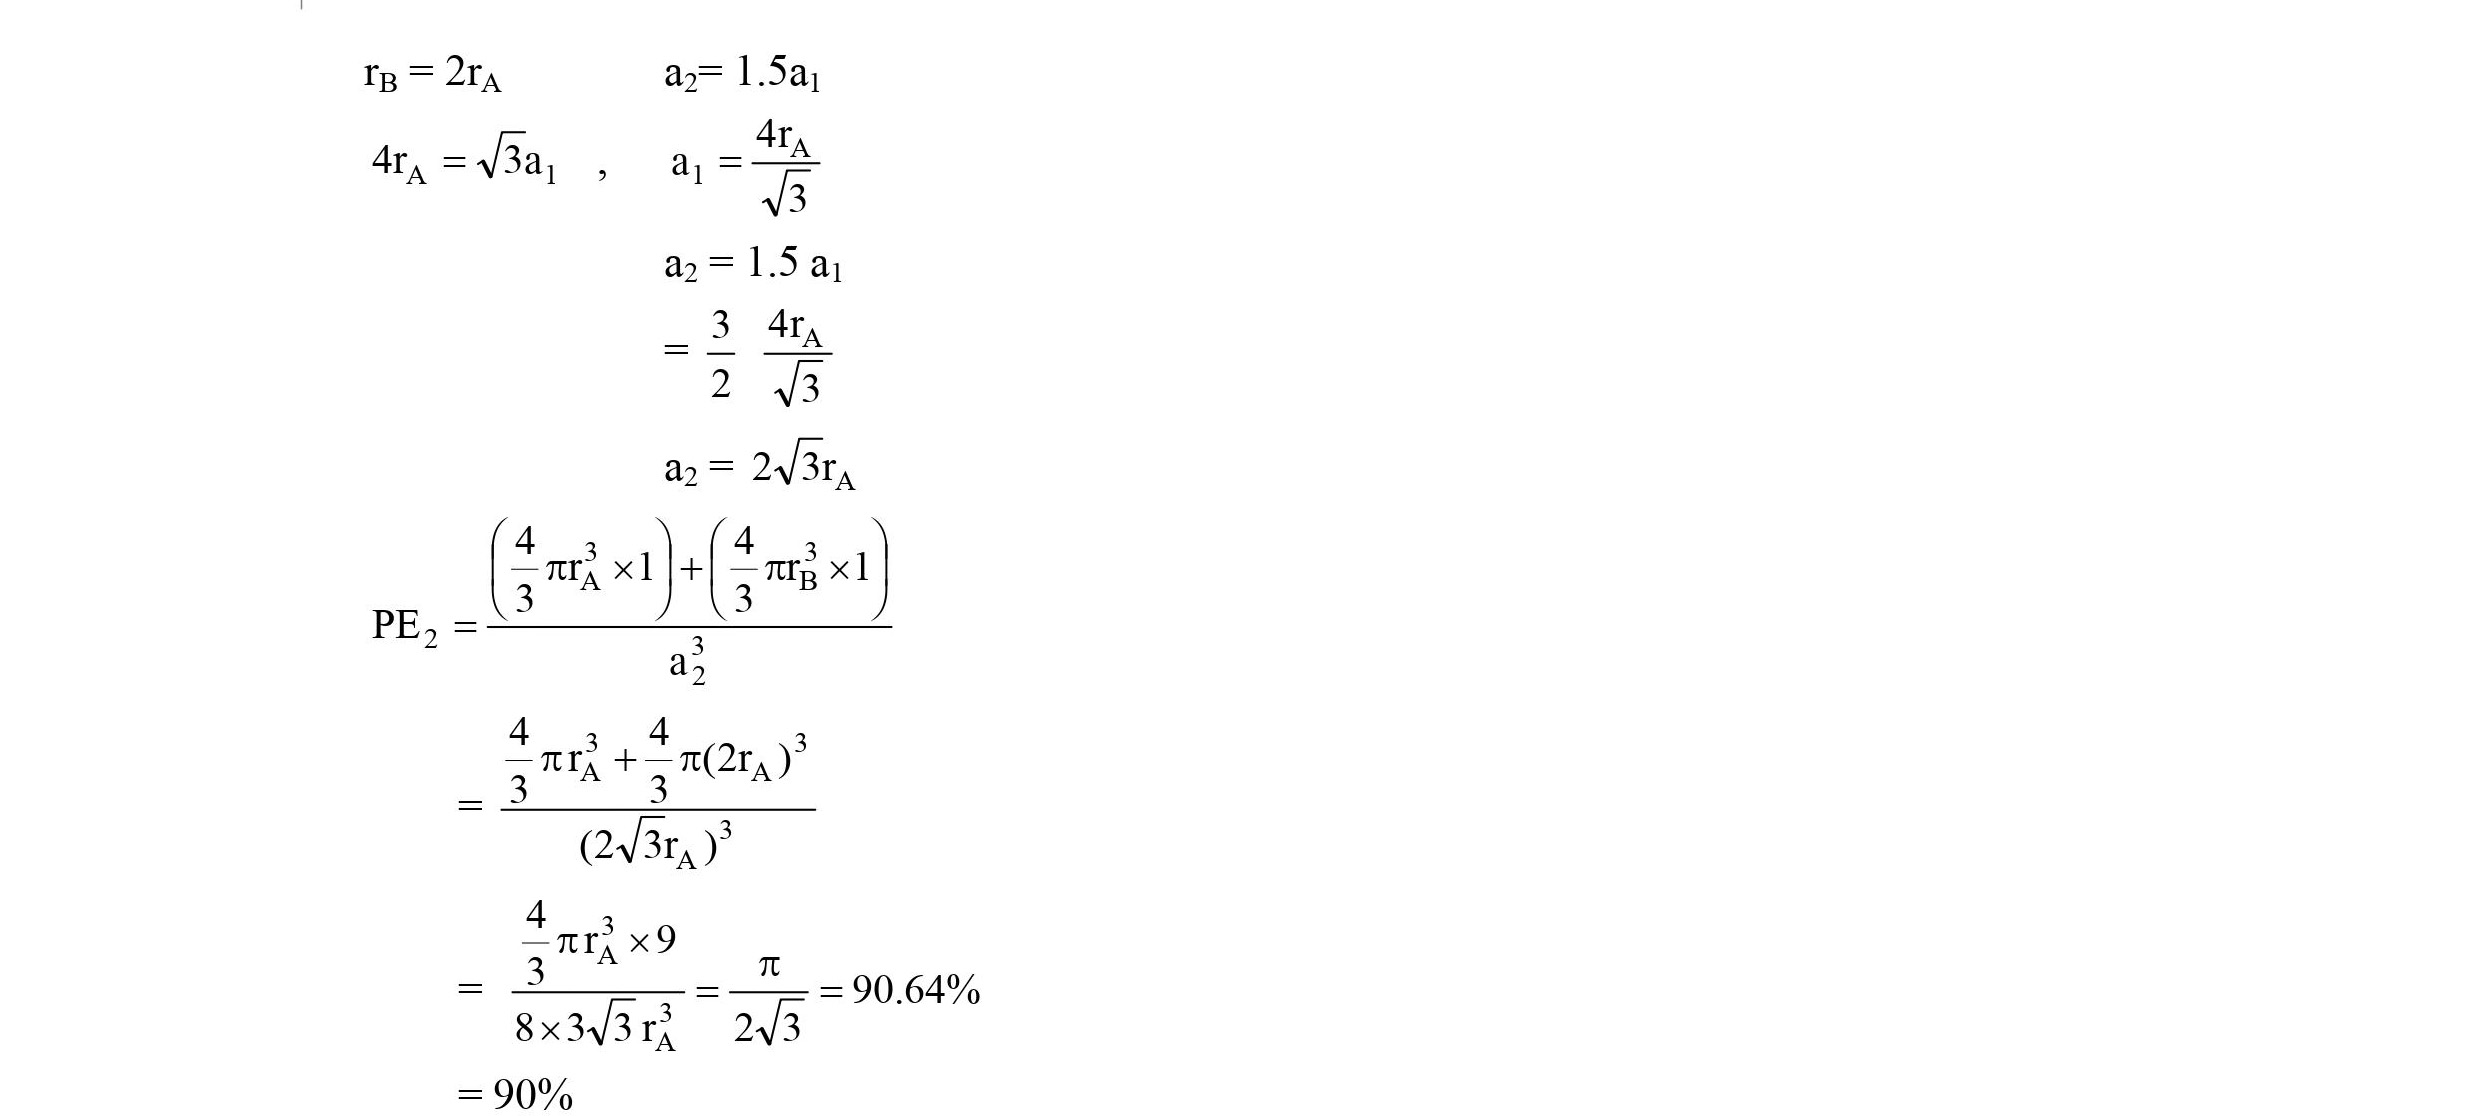 r_B = 2r_A a_2= 1.5a_1
4r_A = √3a_1 , a_1 = 4r_A/√3
a_2 = 1.5 a_1
= 3/2 4r_A/√3
a_2 = 2√3r_A
PE_2 = ((4/3 πr_A^3 ×1)+(4/3 πr_B^3 ×1))/a_2^3
= (4/3 π r_A^3 + 4/3 π(2r_A)^3)/(2√3r_A)^3
= (4/3 π r_A^3 ×9)/(8×3√3 r_A^3) = π/(2√3) = 90.64%
= 90%